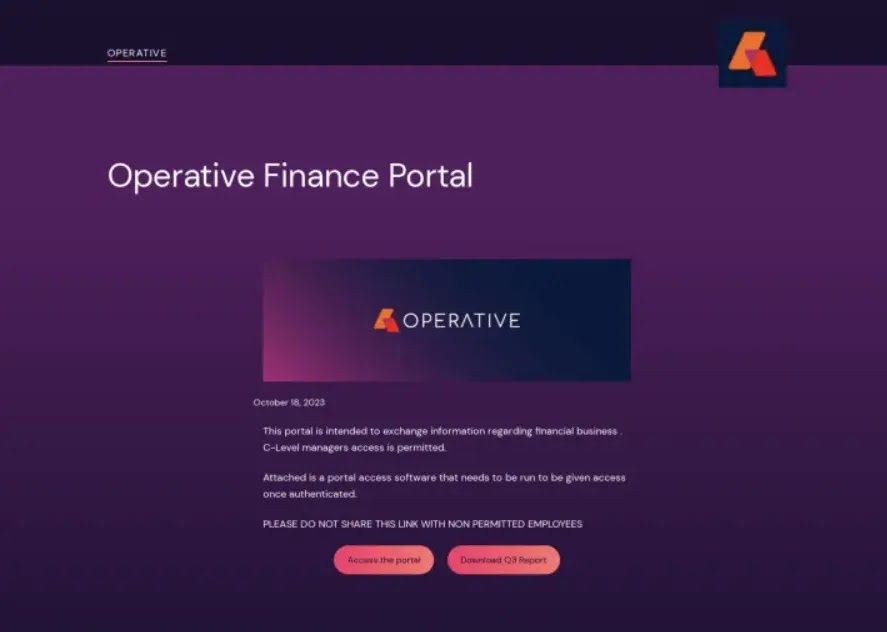 OPERATIVE
Operative Finance Portal
OPERATIVE
October 18, 2023
This portal is intended to exchange information regarding financial business .
C-Level managers access is permitted.
Attached is a portal access software that needs to be run to be given access
once authenticated.
PLEASE DO NOT SHARE THIS LINK WITH NON PERMITTED EMPLOYEES
Access the portal
Download Q3 Report